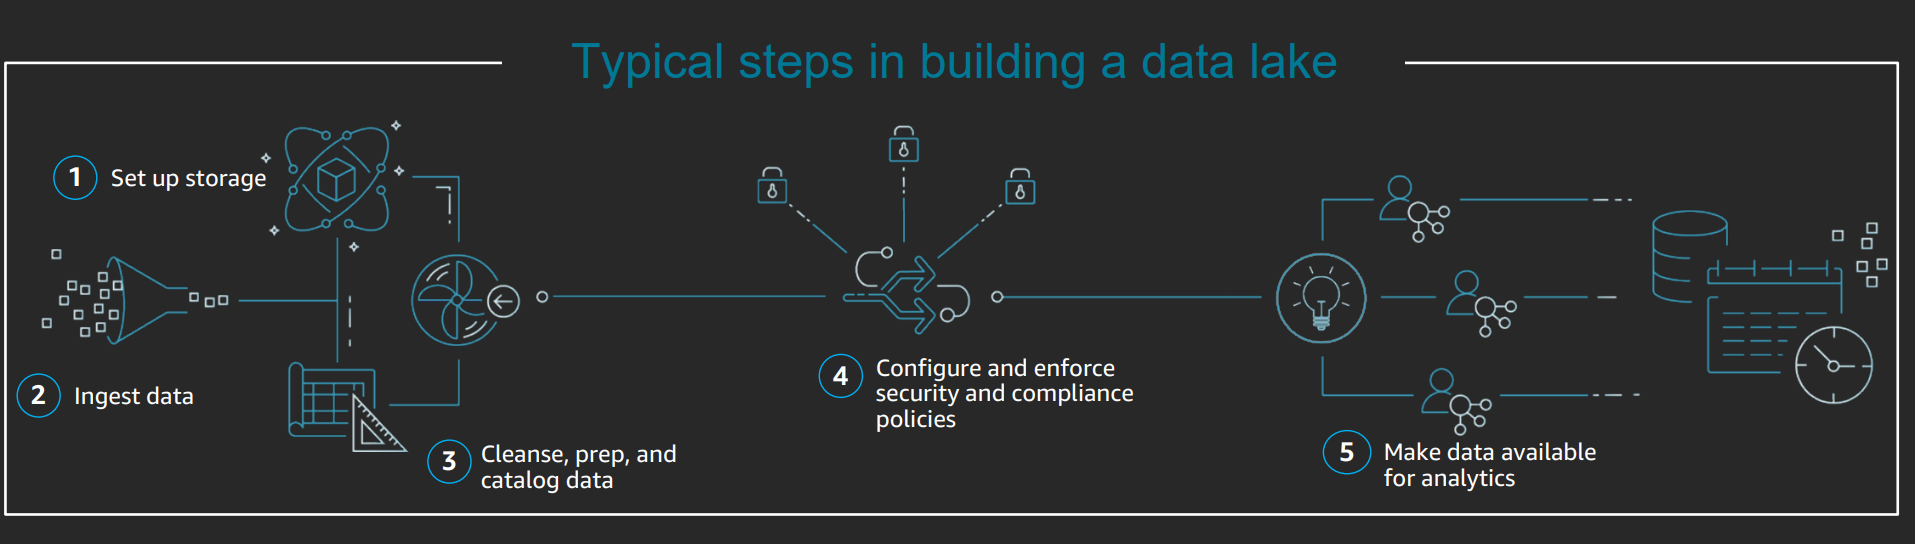 Typical steps in building a data lake
1 Set up storage
2 Ingest data
3 Cleanse, prep, and
catalog data
4 Configure and enforce
security and compliance
policies
5 Make data available
for analytics